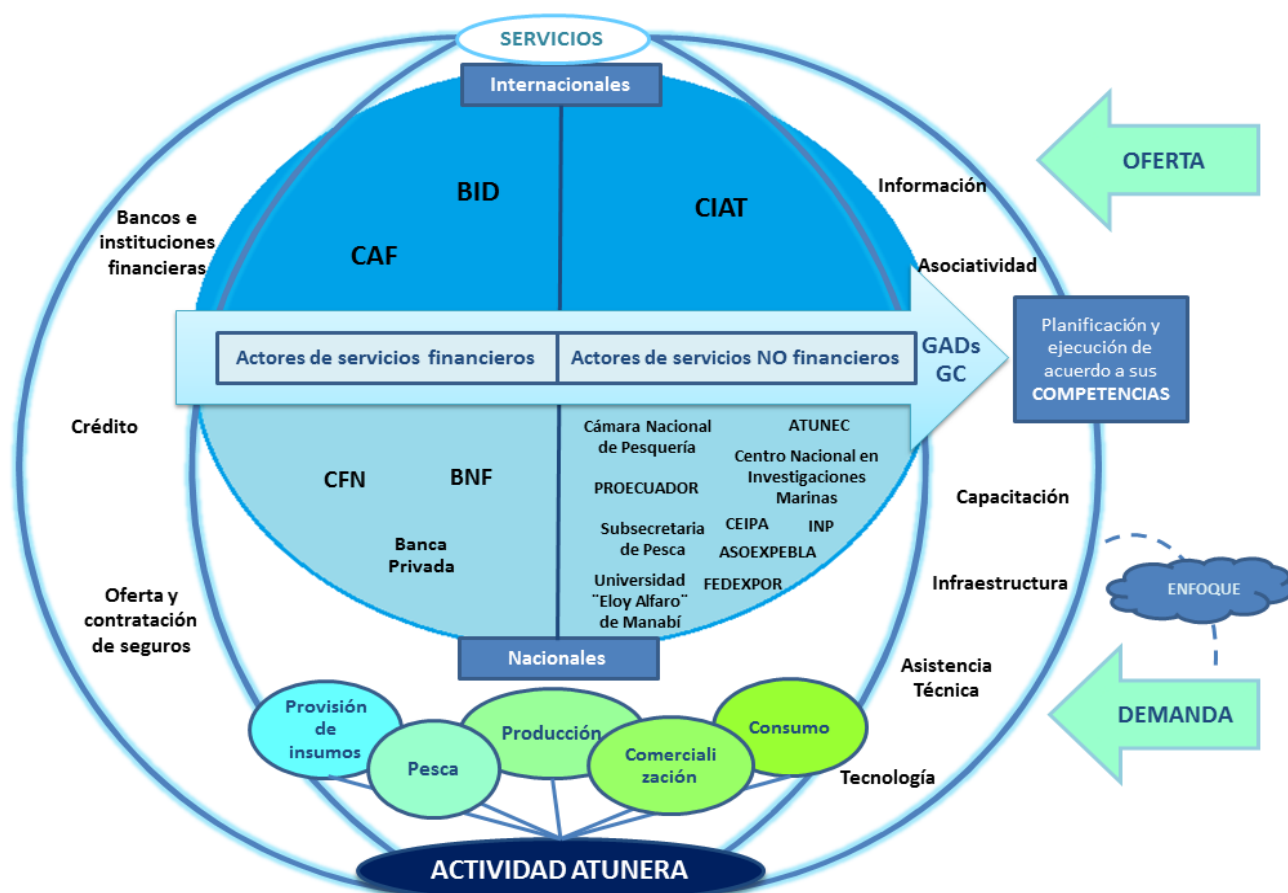 SERVICIOS
Internacionales
BID
CIAT
CAF
Bancos e
instituciones
financieras
Información
Asociatividad
OFERTA
Actores de servicios financieros
Actores de servicios NO financieros
GADs
GC
Planificación y
ejecución de
acuerdo a sus
COMPETENCIAS
Crédito
CFN
BNF
Banca
Privada
Cámara Nacional
de Pesquería
ATUNEC
Centro Nacional en
Investigaciones
Marinas
PROECUADOR
Subsecretaria
de Pesca
CEIPA
INP
ASOEXPEBLA
Universidad
¨Eloy Alfaro¨
de Manabí
FEDEXPOR
Capacitación
Infraestructura
ENFOQUE
Oferta y
contratación
de seguros
Nacionales
Asistencia
Técnica
DEMANDA
Provisión
de
insumos
Pesca
Producción
Comerciali
zación
Consumo
Tecnología
ACTIVIDAD ATUNERA